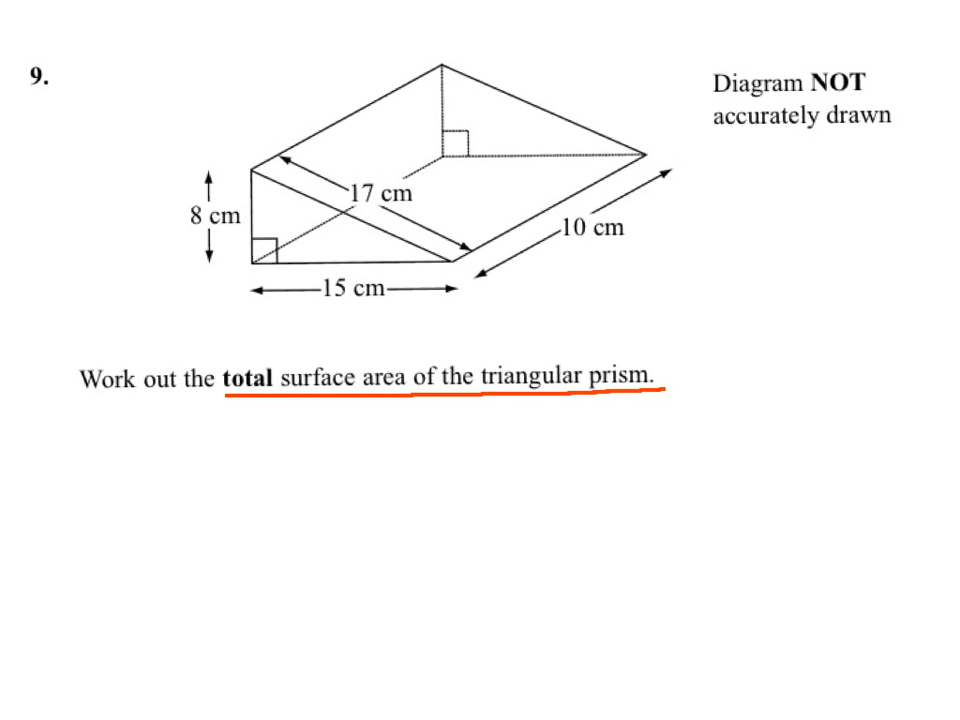 9.
Diagram NOT
accurately drawn
17 cm
8 cm
10 cm
15 cm
Work out the total surface area of the triangular prism.